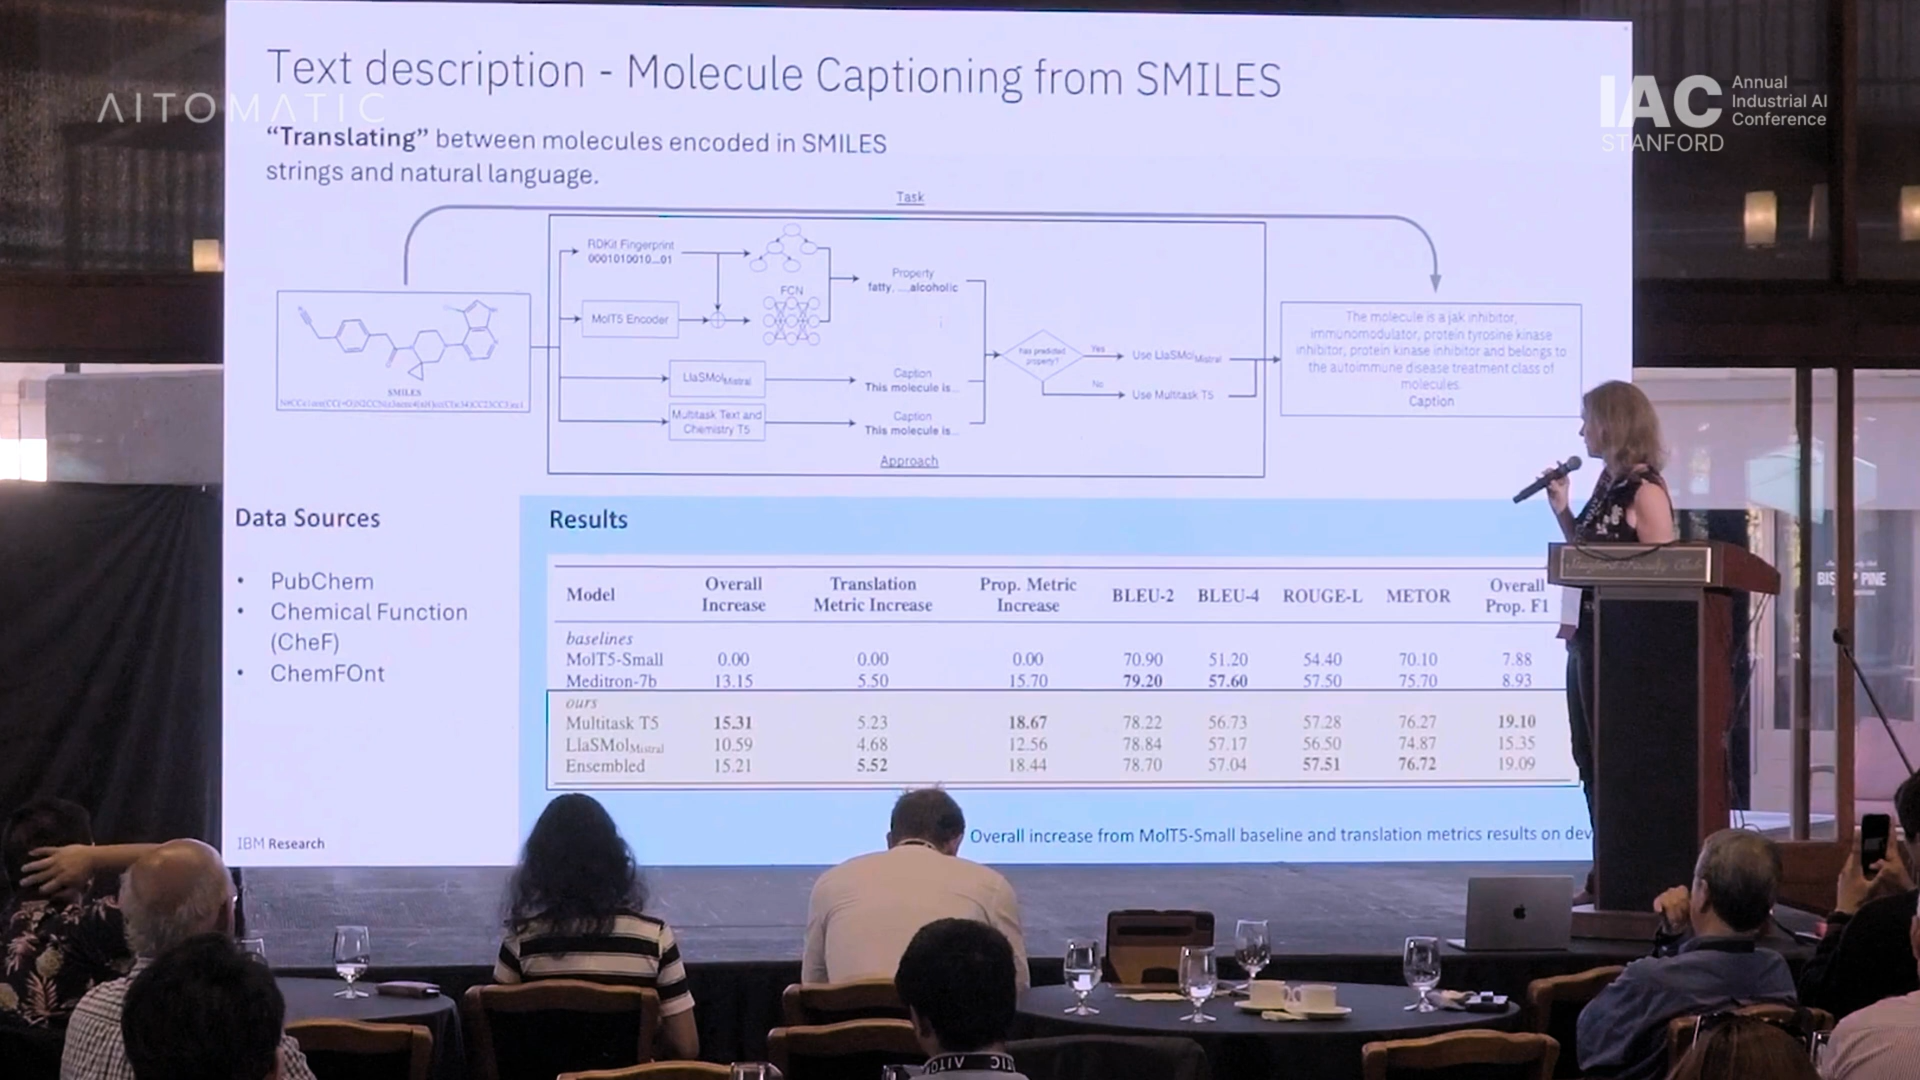 Text description - Molecule Captioning from SMILES
AITOMATIC
IAC
Annual
Industrial AI
Conference
STANFORD
“Translating” between molecules encoded in SMILES
strings and natural language.
Task
RDKit Fingerprint
0001010010...01
FCN
MolT5 Encoder
Property
fatty, ...alcoholic
SMILES
LlaSMolMistral
Caption
This molecule is...
Multitask Text and
Chemistry T5
Caption
This molecule is...
has predicted
property?
Yes
Use LlaSMolMistral
No
Use Multitask T5
The molecule is a jak inhibitor,
immunomodulator, protein tyrosine kinase
inhibitor, protein kinase inhibitor and belongs to
the autoimmune disease treatment class of
molecules.
Caption
Approach
Data Sources
• PubChem
• Chemical Function
(CheF)
• ChemFOnt
Results
Model Overall Increase Translation Metric Increase Prop. Metric Increase BLEU-2 BLEU-4 ROUGE-L METOR Overall Prop. F1
baselines
MolT5-Small 0.00 0.00 0.00 70.90 51.20 54.40 70.10 7.88
Meditron-7b 13.15 5.50 15.70 79.20 57.60 57.50 75.70 8.93
ours
Multitask T5 15.31 5.23 18.67 78.22 56.73 57.28 76.27 19.10
LlaSMolMistral 10.59 4.68 12.56 78.84 57.17 56.50 74.87 15.35
Ensembled 15.21 5.52 18.44 78.70 57.04 57.51 76.72 19.09
Overall increase from MolT5-Small baseline and translation metrics results on dev
IBM Research
Stanford Faculty Club
PINE